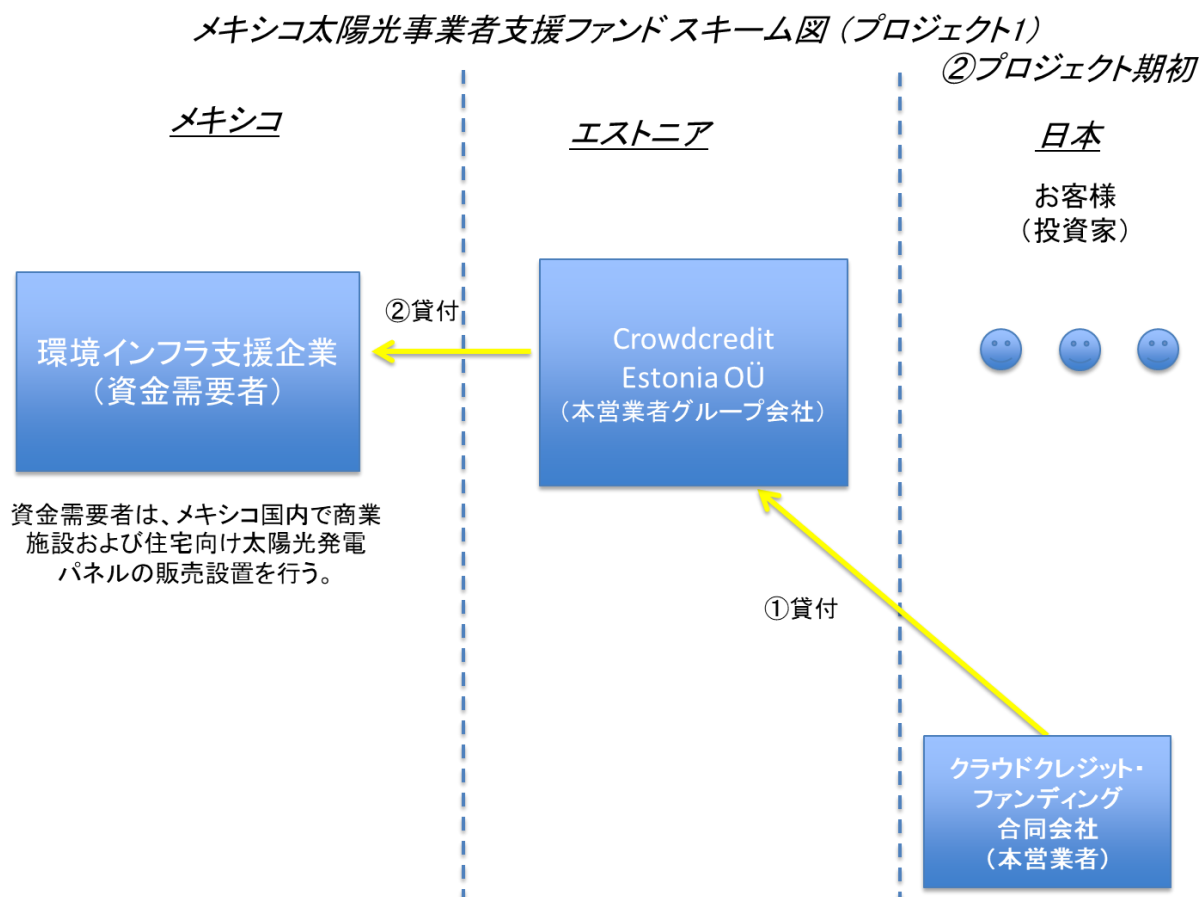 メキシコ太陽光事業者支援ファンド スキーム図 (プロジェクト1)
②プロジェクト期初
メキシコ
エストニア
日本
お客様
(投資家)
環境インフラ支援企業
(資金需要者)
②貸付
Crowdcredit
Estonia OÜ
(本営業者グループ会社)
資金需要者は、メキシコ国内で商業
施設および住宅向け太陽光発電
パネルの販売設置を行う。
①貸付
クラウドクレジット・
ファンディング
合同会社
(本営業者)